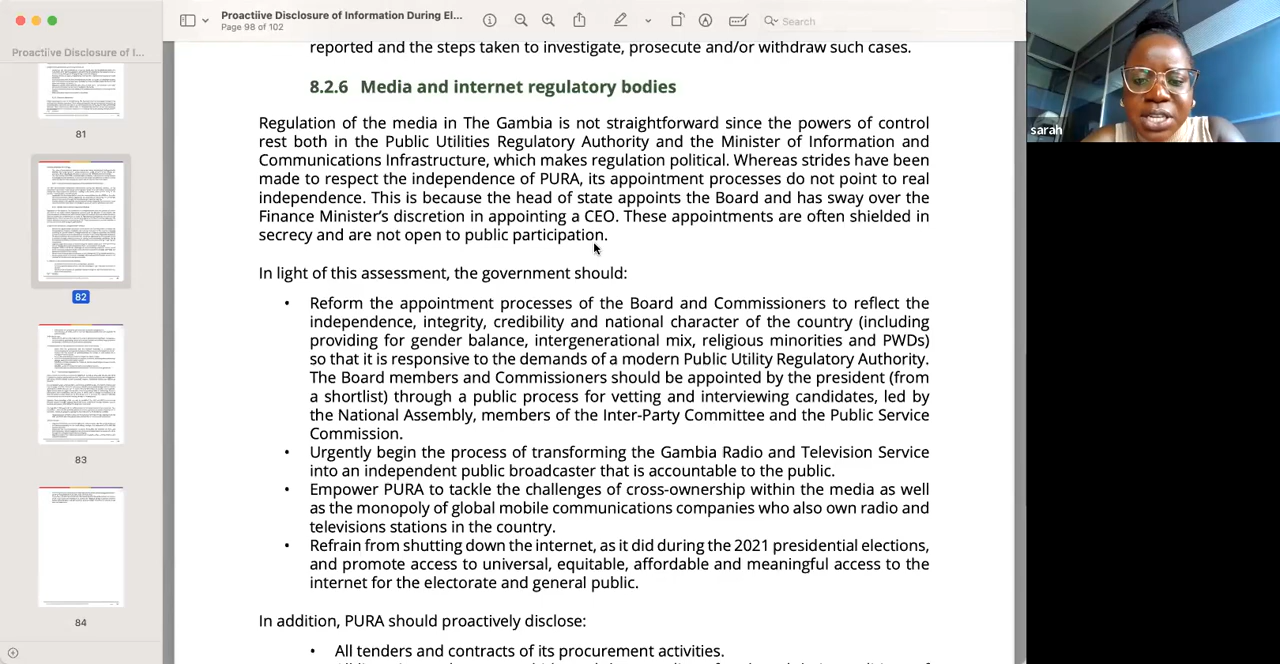 Proactiive Disclosure of Information During El...
Page 98 of 102
Search
Proactiive Disclosure of I...
81
82
83
84
reported and the steps taken to investigate, prosecute and/or withdraw such cases.
8.2.6 Media and internet regulatory bodies
Regulation of the media in The Gambia is not straightforward since the powers of control
rest both in the Public Utilities Regulatory Authority and the Minister of Information and
Communications Infrastructure, which makes regulation political. Whereas strides have been
made to respect the independence of PURA, its appointment processes do not point to real
independence. This is because the head of state appoints the Board and has sway over the
Finance Minister's discretion in appointing a CEO. These appointments are often shielded in
secrecy and are not open to public participation.
In light of this assessment, the government should:
• Reform the appointment processes of the Board and Commissioners to reflect the
independence, integrity, impartiality and national character of the country (including
providing for gender balance, intergenerational mix, religious minorities and PWDs)
so that it is responsive to the demands of a modern Public Utility Regulatory Authority.
The Board members and Commissioners should be appointed by the president (from
a shortlist) through a public process for vetting and interviewing candidates, led by
the National Assembly, members of the Inter-Party Committee and the Public Service
Commission.
• Urgently begin the process of transforming the Gambia Radio and Television Service
into an independent public broadcaster that is accountable to the public.
• Empower PURA to tackle the challenges of cross-ownership within the media as well
as the monopoly of global mobile communications companies who also own radio and
televisions stations in the country.
• Refrain from shutting down the internet, as it did during the 2021 presidential elections,
and promote access to universal, equitable, affordable and meaningful access to the
internet for the electorate and general public.
In addition, PURA should proactively disclose:
• All tenders and contracts of its procurement activities.
sarah